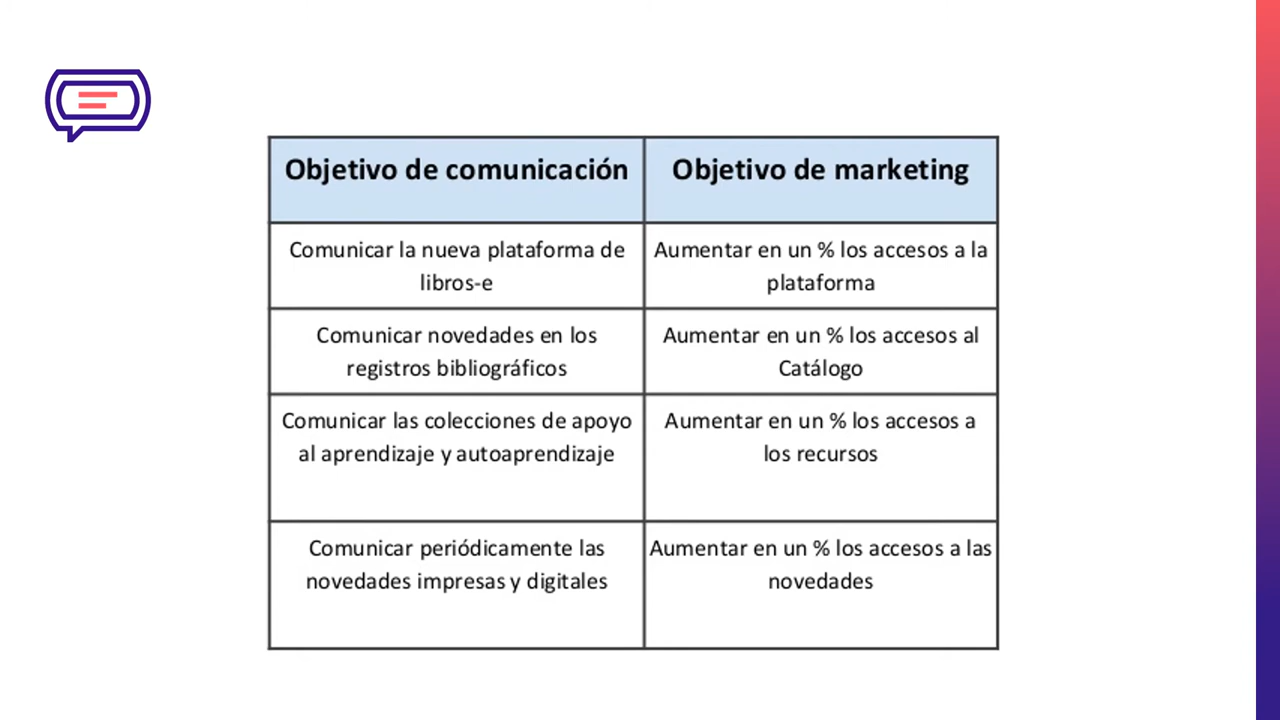 Objetivo de comunicación
Objetivo de marketing
Comunicar la nueva plataforma de
libros-e
Aumentar en un % los accesos a la
plataforma
Comunicar novedades en los
registros bibliográficos
Aumentar en un % los accesos al
Catálogo
Comunicar las colecciones de apoyo
al aprendizaje y autoaprendizaje
Aumentar en un % los accesos a
los recursos
Comunicar periódicamente las
novedades impresas y digitales
Aumentar en un % los accesos a las
novedades